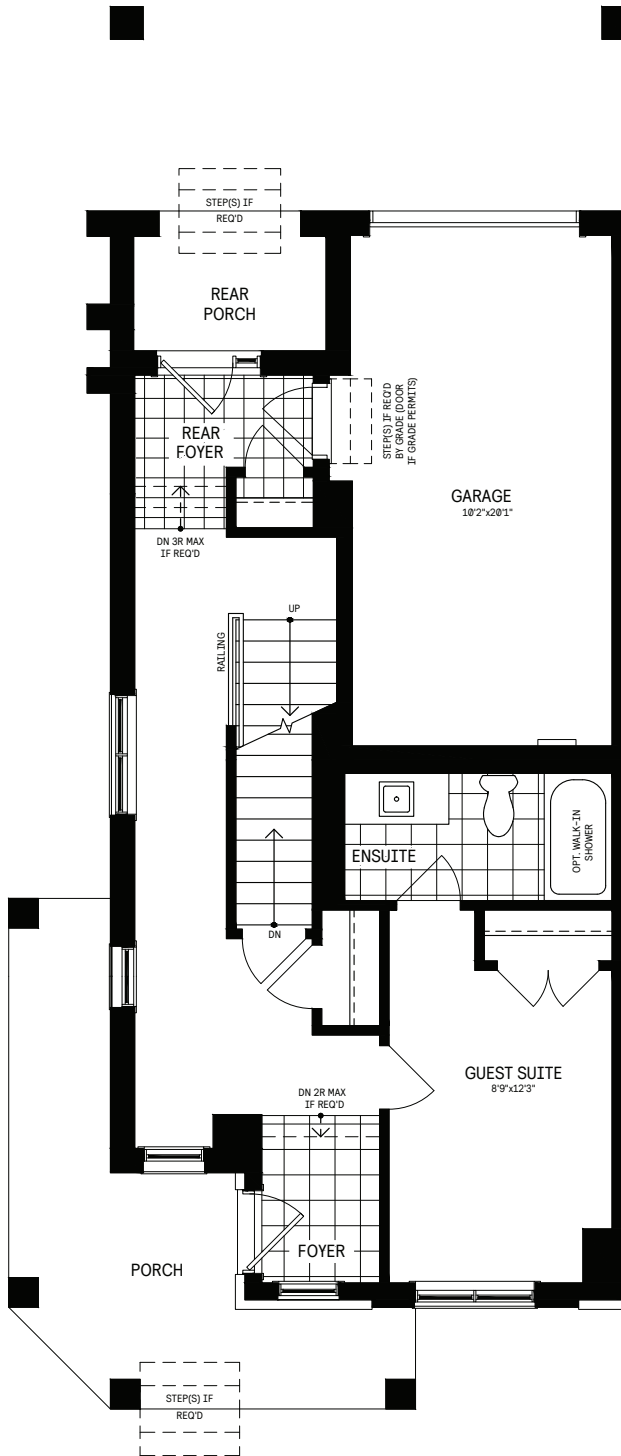 STEP(S) IF
REQ'D
REAR
PORCH
REAR
FOYER
STEP(S) IF REQ'D
BY GRADE (DOOR
IF GRADE PERMITS)
GARAGE
10'2"x20'1"
DN 3R MAX
IF REQ'D
UP
RAILING
ENSUITE
OPT. WALK-IN
SHOWER
DN
GUEST SUITE
8'9"x12'3"
DN 2R MAX
IF REQ'D
FOYER
PORCH
STEP(S) IF
REQ'D